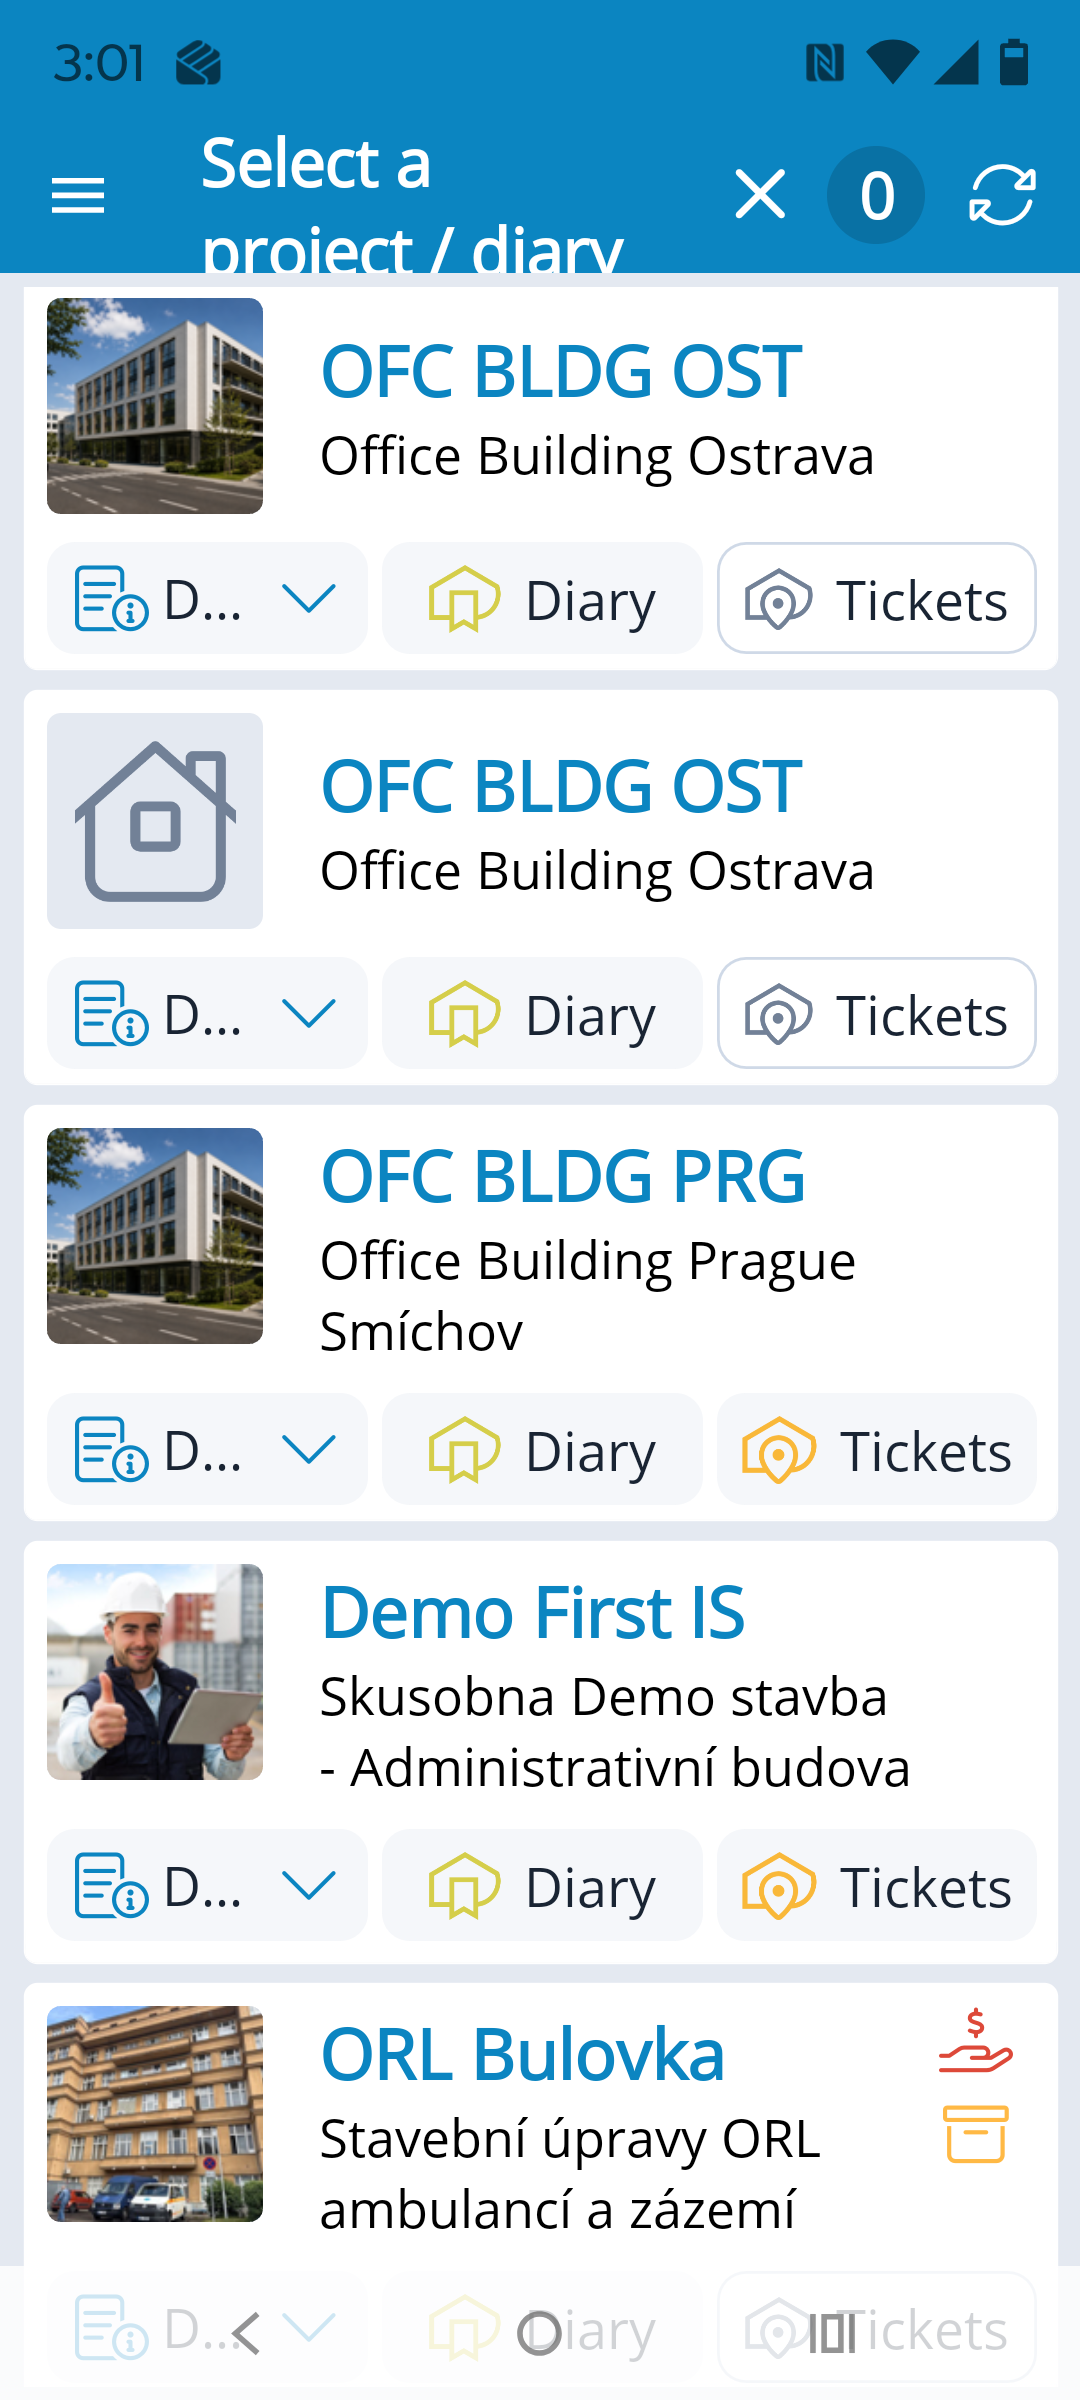 3:01
Select a
project / diary
0
OFC BLDG OST
Office Building Ostrava
D...
Diary
Tickets
OFC BLDG OST
Office Building Ostrava
D...
Diary
Tickets
OFC BLDG PRG
Office Building Prague
Smíchov
D...
Diary
Tickets
Demo First IS
Skusobna Demo stavba
- Administrativní budova
D...
Diary
Tickets
ORL Bulovka
Stavební úpravy ORL
ambulancí a zázemí
D...
Diary
Tickets